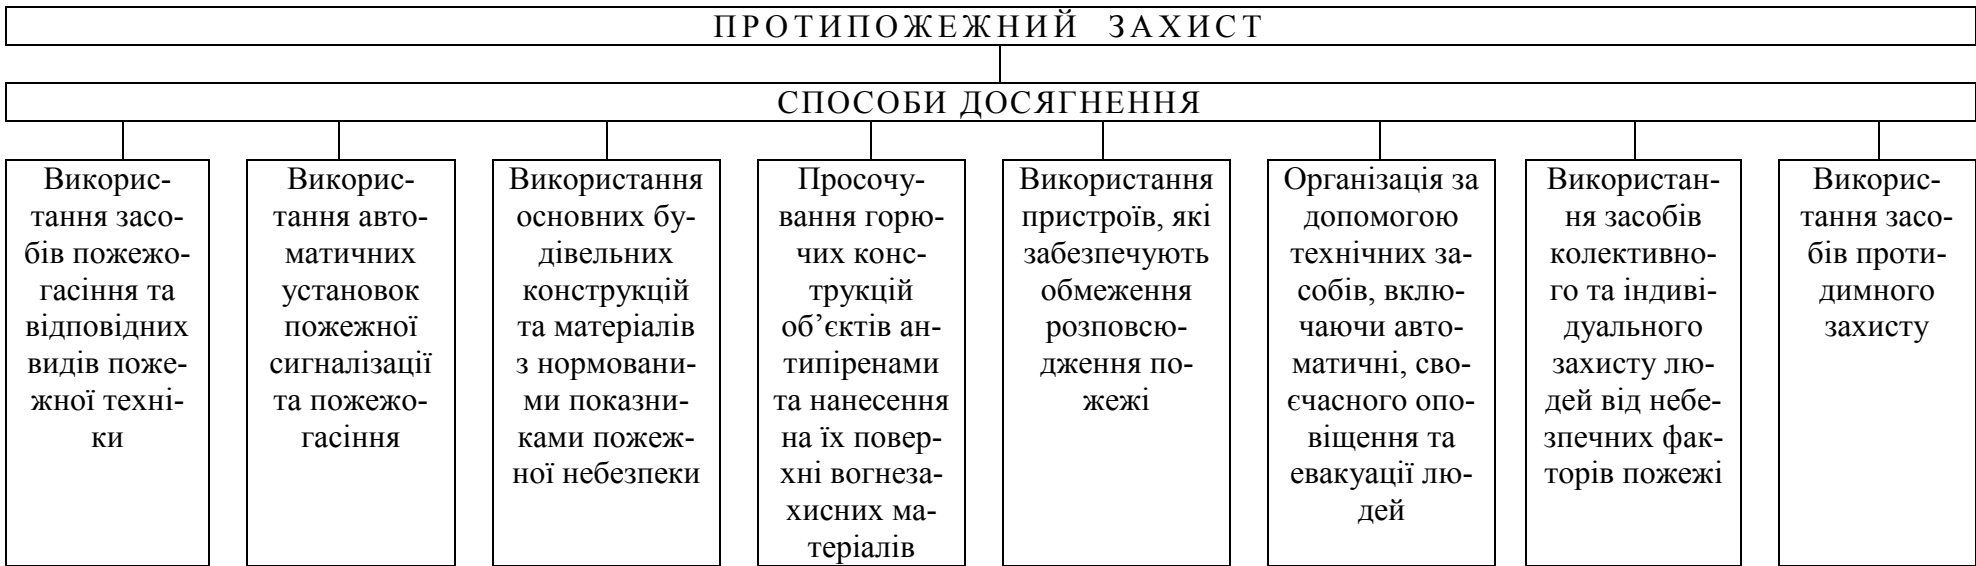 ПРОТИПОЖЕЖНИЙ ЗАХИСТ
СПОСОБИ ДОСЯГНЕННЯ
Викорис-
тання засо-
бів пожежо-
гасіння та
відповідних
видів поже-
жної техні-
ки
Викорис-
тання авто-
матичних
установок
пожежної
сигналізації
та пожежо-
гасіння
Використання
основних бу-
дівельних
конструкцій
та матеріалів
з нормовани-
ми показни-
ками пожеж-
ної небезпеки
Просочу-
вання горю-
чих конс-
трукцій
об’єктів ан-
типіренами
та нанесення
на їх повер-
хні вогнеза-
хисних ма-
теріалів
Використання
пристроїв, які
забезпечують
обмеження
розповсю-
дження по-
жежі
Організація за
допомогою
технічних за-
собів, вклю-
чаючи авто-
матичні, сво-
єчасного опо-
віщення та
евакуації лю-
дей
Використан-
ня засобів
колективно-
го та індиві-
дуального
захисту лю-
дей від небе-
зпечних фак-
торів пожежі
Викорис-
тання засо-
бів проти-
димного
захисту